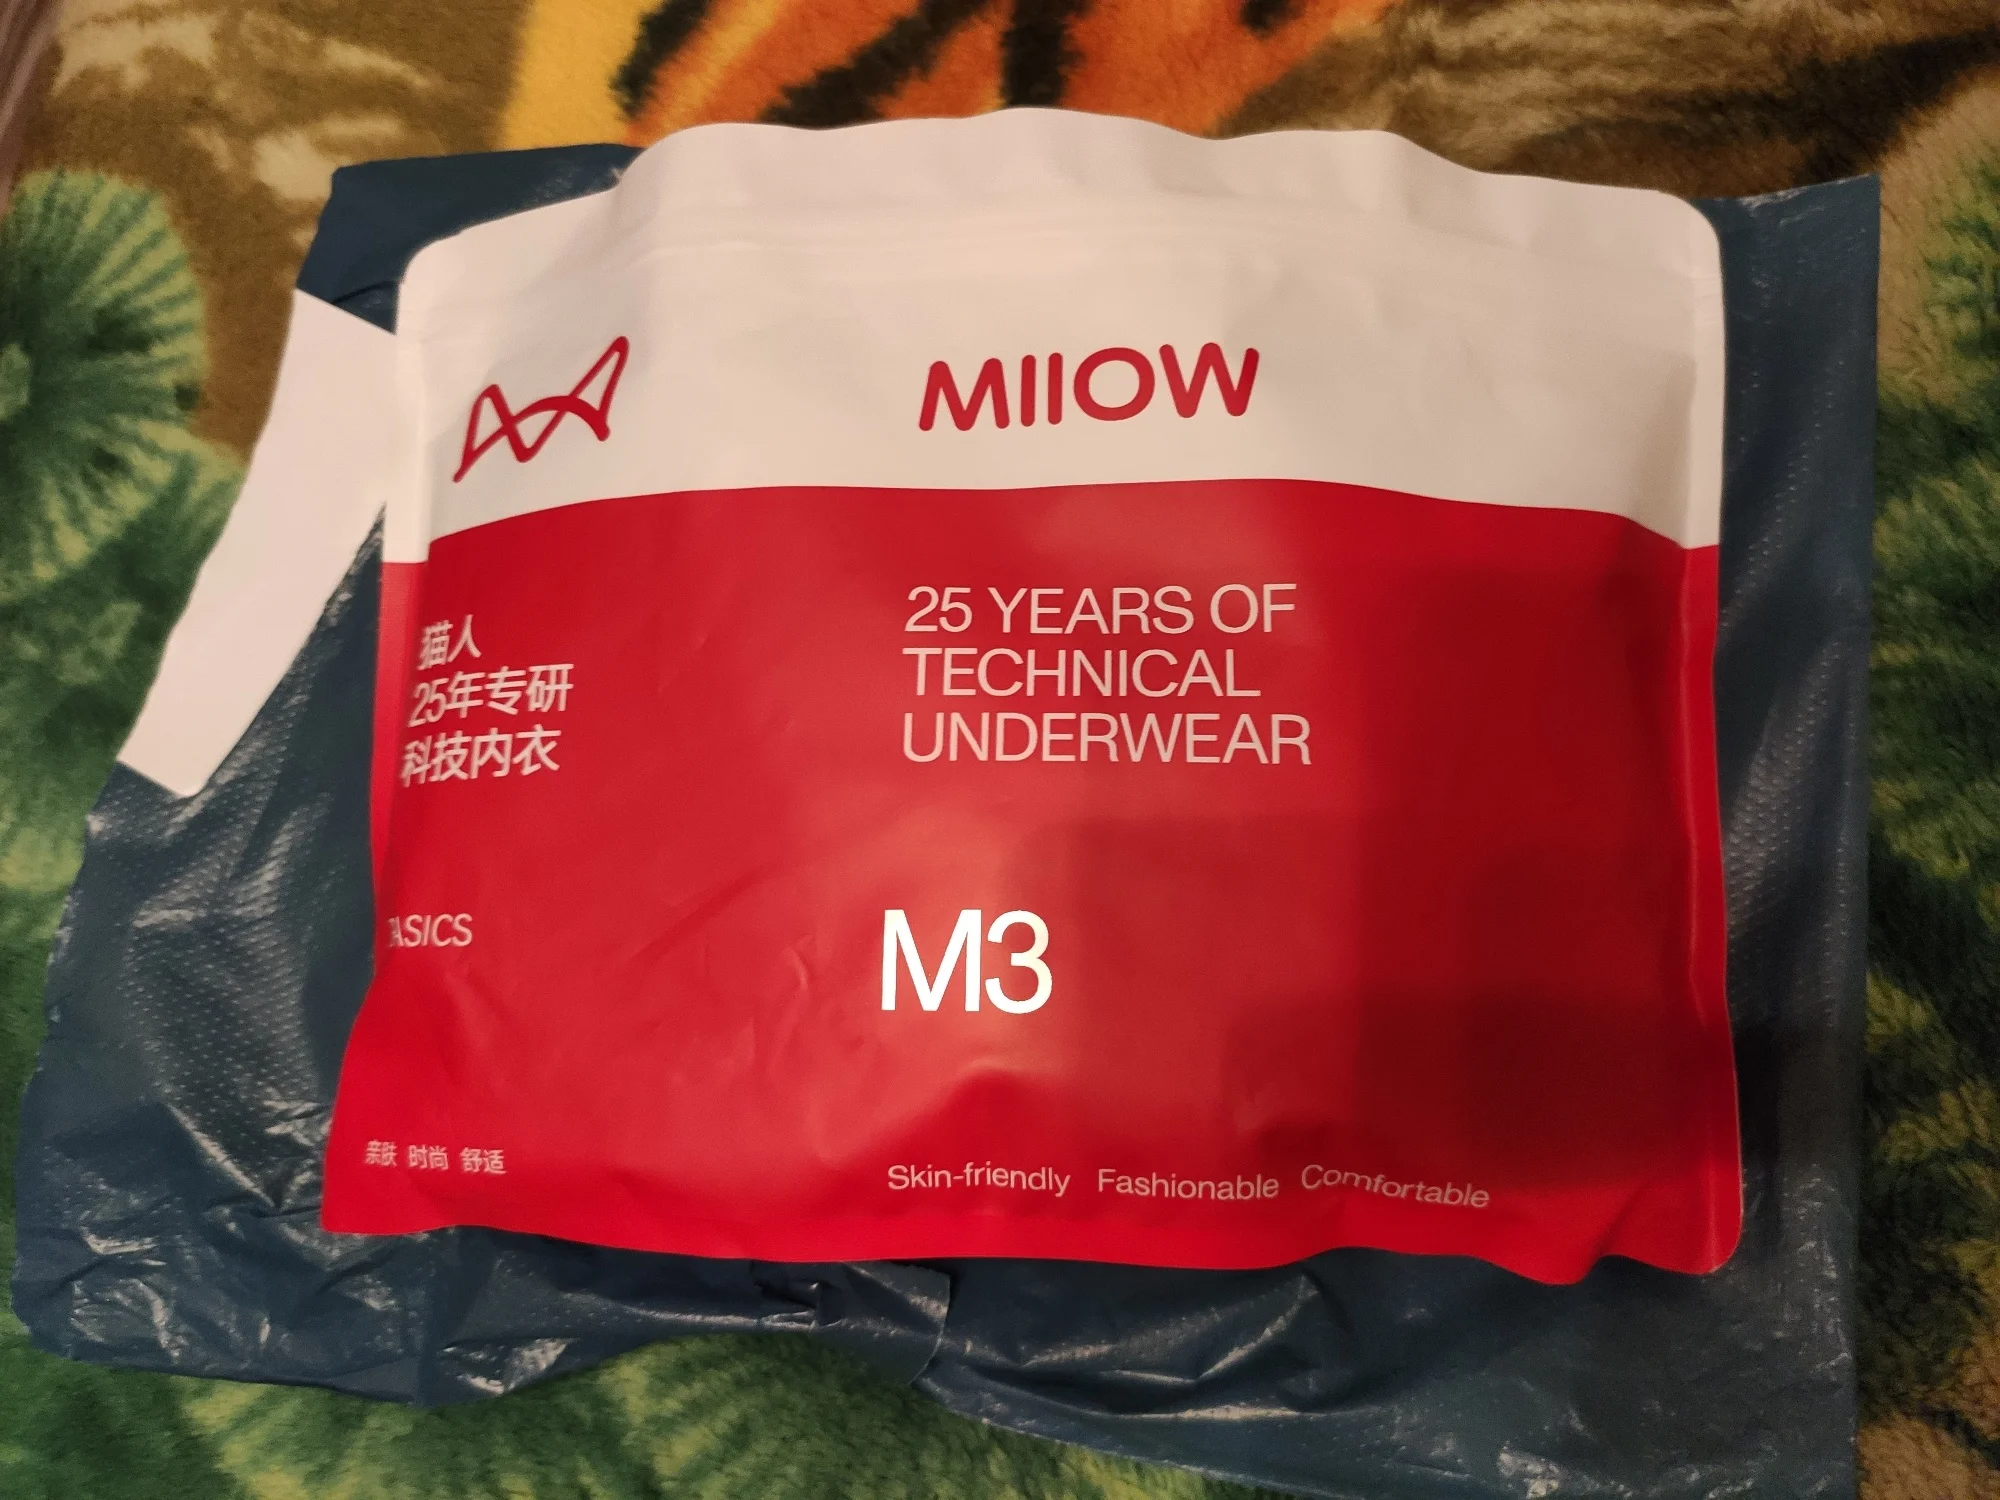 MIIOW
猫人
25年专研
科技内衣
25 YEARS OF
TECHNICAL
UNDERWEAR
ASICS
M3
亲肤 时尚 舒适
Skin-friendly Fashionable Comfortable